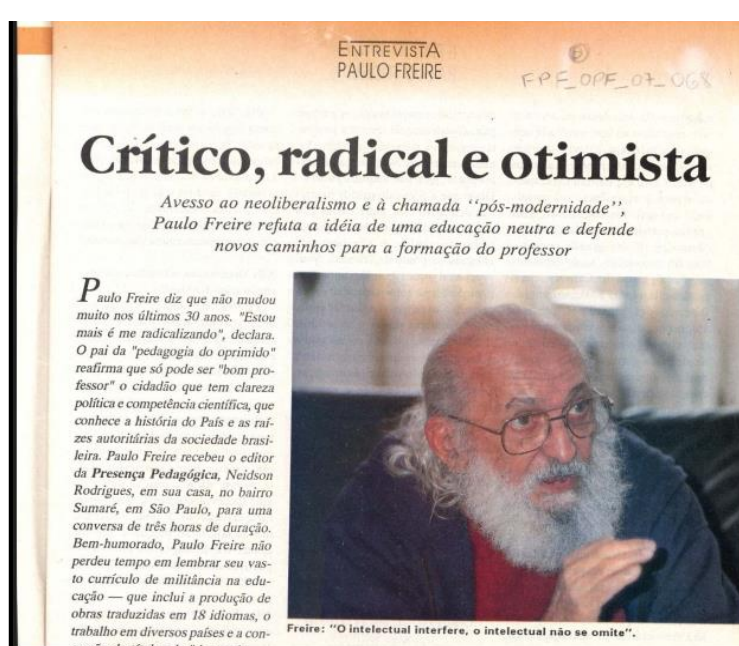 ENTREVISTA
PAULO FREIRE
6
FPF_OPF_07_068
Crítico, radical e otimista
Avesso ao neoliberalismo e à chamada ‘‘pós-modernidade’’,
Paulo Freire refuta a idéia de uma educação neutra e defende
novos caminhos para a formação do professor
Paulo Freire diz que não mudou
muito nos últimos 30 anos. "Estou
mais é me radicalizando", declara.
O pai da "pedagogia do oprimido"
reafirma que só pode ser "bom pro-
fessor" o cidadão que tem clareza
política e competência científica, que
conhece a história do País e as raí-
zes autoritárias da sociedade brasi-
leira. Paulo Freire recebeu o editor
da Presença Pedagógica, Neidson
Rodrigues, em sua casa, no bairro
Sumaré, em São Paulo, para uma
conversa de três horas de duração.
Bem-humorado, Paulo Freire não
perdeu tempo em lembrar seu vas-
to currículo de militância na edu-
cação — que inclui a produção de
obras traduzidas em 18 idiomas, o
trabalho em diversos países e a con-
Freire: “O intelectual interfere, o intelectual não se omite”.